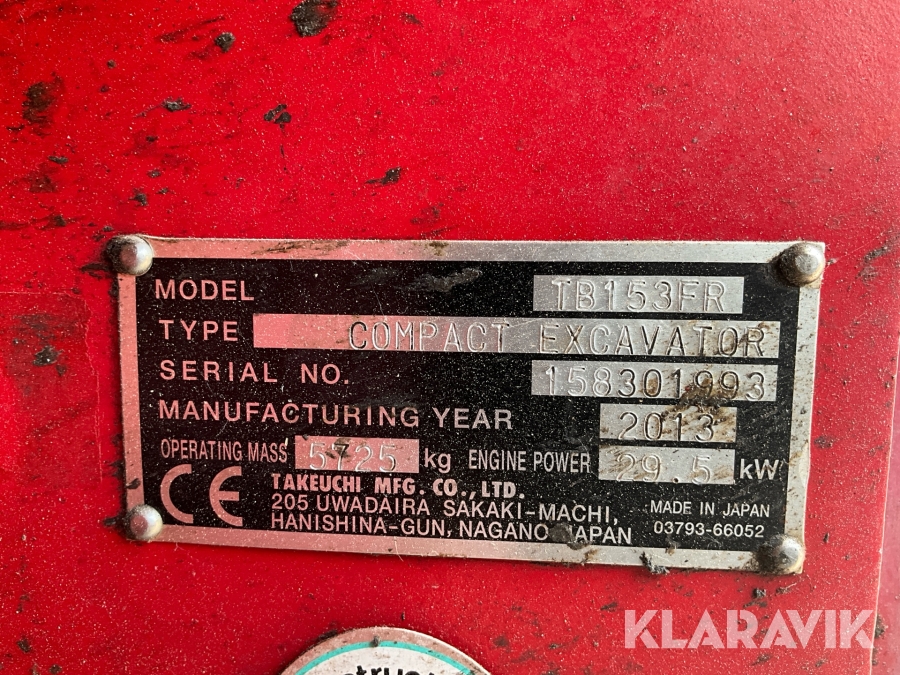 MODEL TB153FR
TYPE COMPACT EXCAVATOR
SERIAL NO. 158301993
MANUFACTURING YEAR 2013
OPERATING MASS 5725 kg ENGINE POWER 29.5 kW
CE TAKEUCHI MFG. CO., LTD.
205 UWADAIRA SAKAKI-MACHI, MADE IN JAPAN
HANISHINA-GUN, NAGANO JAPAN 03793-66052
KLARAVIK